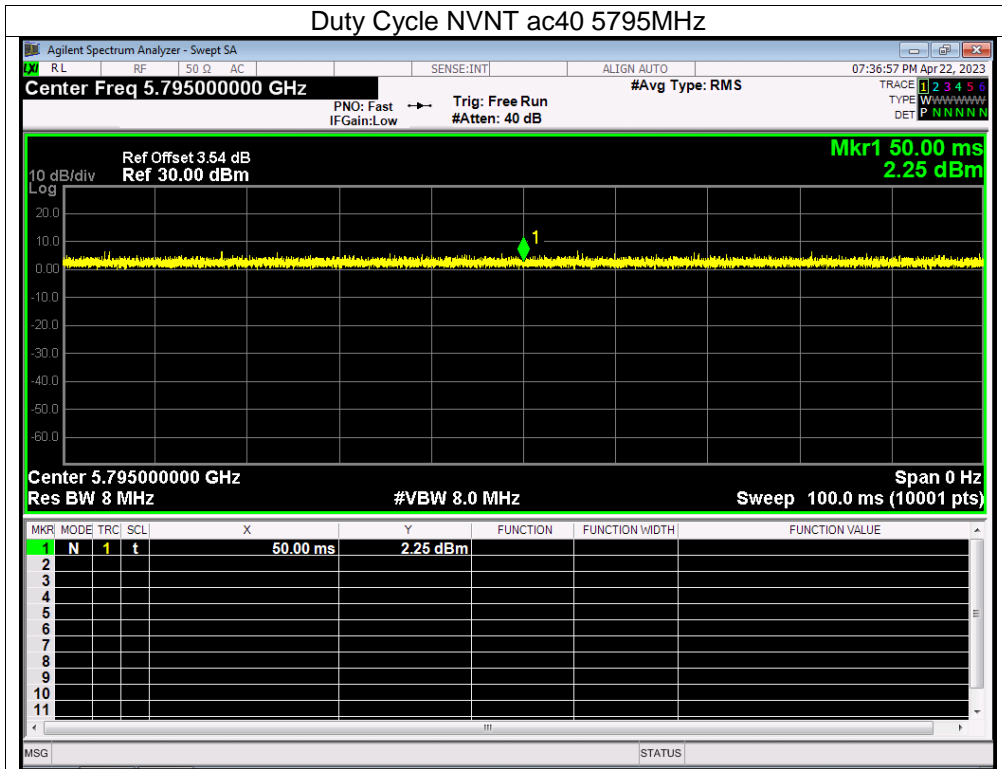 Duty Cycle NVNT ac40 5795MHz
Agilent Spectrum Analyzer - Swept SA
LXI RL RF 50 Ω AC SENSE:INT ALIGN AUTO 07:36:57 PM Apr 22, 2023
Center Freq 5.795000000 GHz #Avg Type: RMS TRACE 1 2 3 4 5 6
PNO: Fast Trig: Free Run TYPE WWWWWW
IFGain:Low #Atten: 40 dB DET P N N N N N
Mkr1 50.00 ms
Ref Offset 3.54 dB
10 dB/div Ref 30.00 dBm 2.25 dBm
Log
20.0
10.0
1
0.00
-10.0
-20.0
-30.0
-40.0
-50.0
-60.0
Center 5.795000000 GHz Span 0 Hz
Res BW 8 MHz #VBW 8.0 MHz Sweep 100.0 ms (10001 pts)
MKR MODE TRC SCL X Y FUNCTION FUNCTION WIDTH FUNCTION VALUE
1 N 1 t 50.00 ms 2.25 dBm
2
3
4
5
6
7
8
9
10
11
MSG STATUS